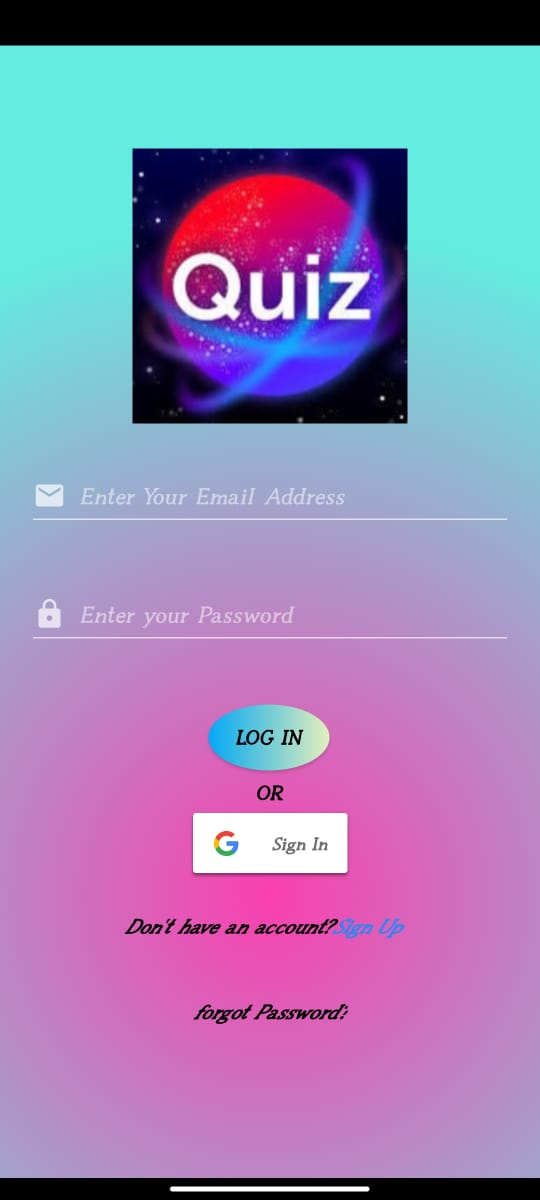 Quiz
Enter Your Email Address
Enter your Password
LOG IN
OR
Sign In
Don't have an account?Sign Up
forgot Password?